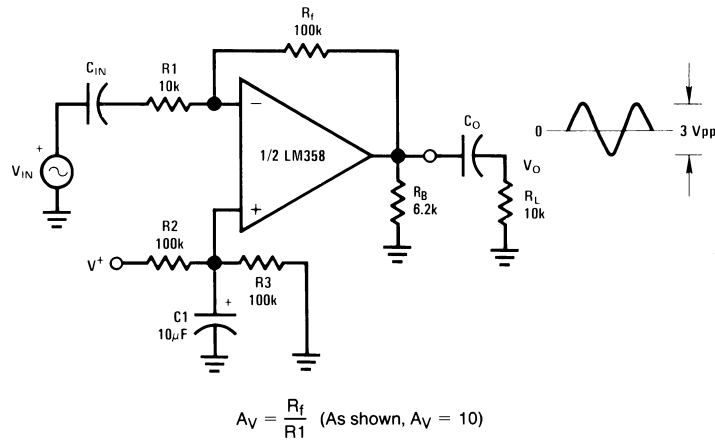 Rf
100k
CIN
R1
10k
−
1/2 LM358
+
+
VIN
CO
0
3 Vpp
VO
RB
6.2k
RL
10k
R2
100k
V+
R3
100k
+
C1
10μF
AV = Rf/R1 (As shown, AV = 10)